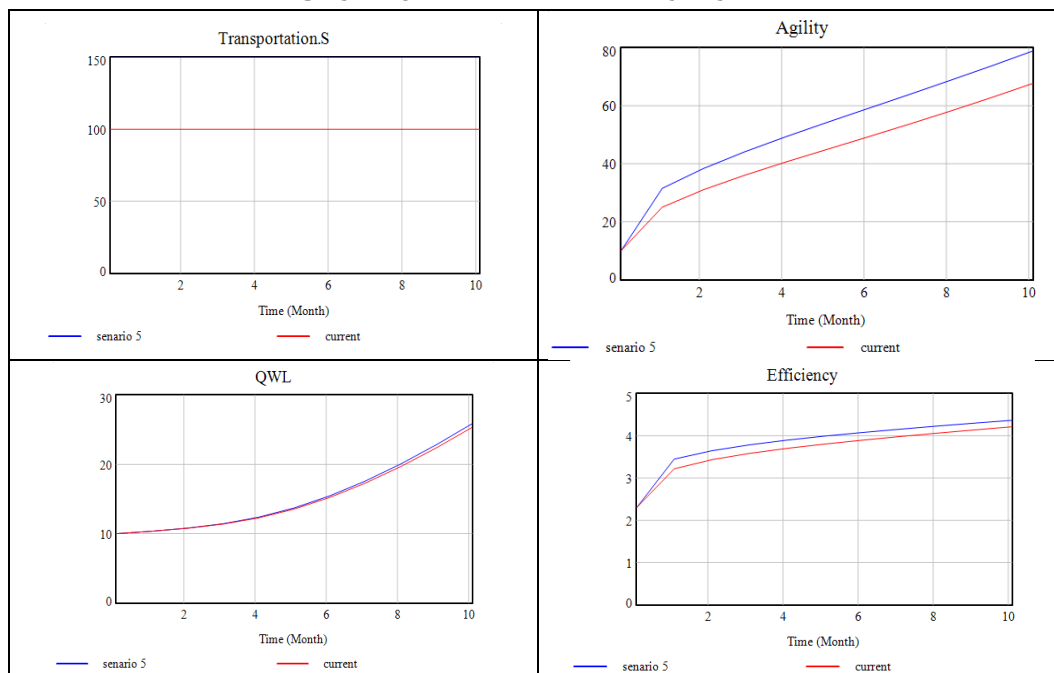 Transportation.S
150
100
50
0
2 4 6 8 10
Time (Month)
senario 5 current
Agility
80
60
40
20
0
2 4 6 8 10
Time (Month)
senario 5 current
QWL
30
20
10
0
2 4 6 8 10
Time (Month)
senario 5 current
Efficiency
5
4
3
2
1
0
2 4 6 8 10
Time (Month)
senario 5 current